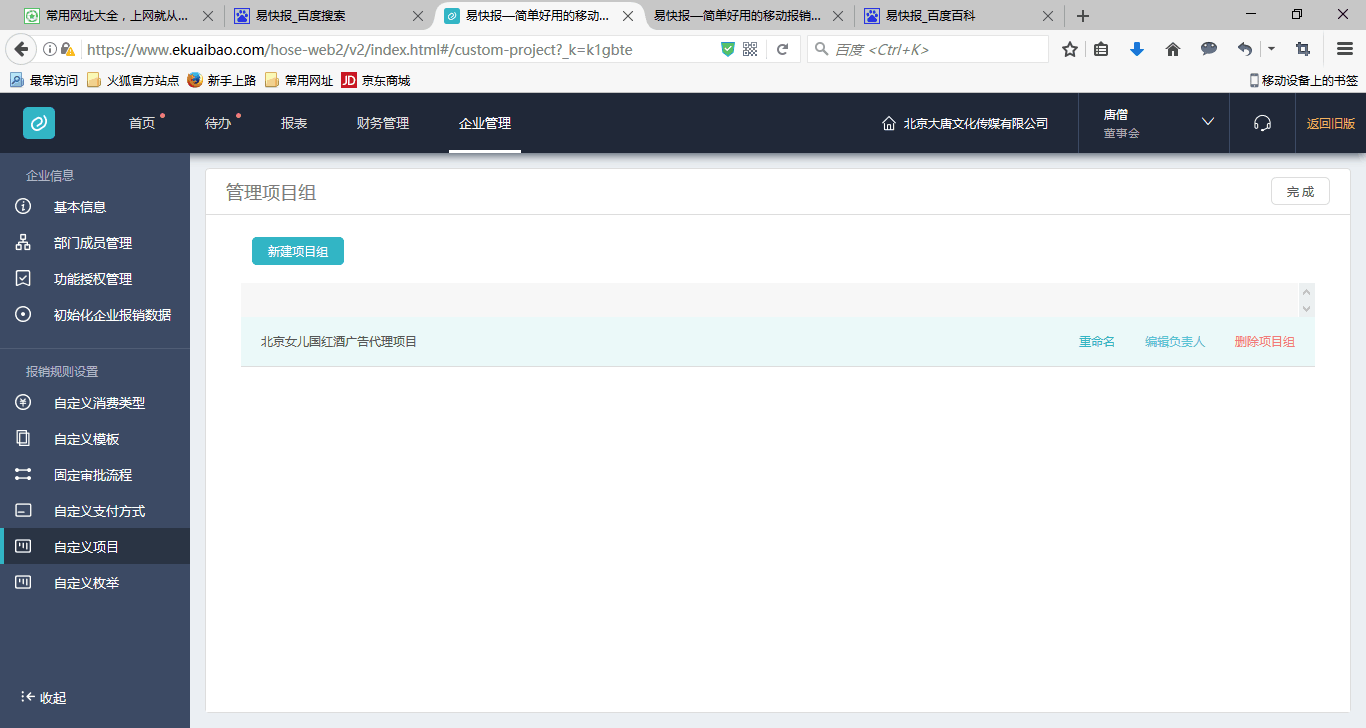 常用网址大全，上网就从...
易快报_百度搜索
易快报—简单好用的移动...
易快报—简单好用的移动报销...
易快报_百度百科
https://www.ekuaibao.com/hose-web2/v2/index.html#/custom-project?_k=k1gbte
百度 <Ctrl+K>
最常访问
火狐官方站点
新手上路
常用网址
JD
京东商城
移动设备上的书签
首页
待办
报表
财务管理
企业管理
北京大唐文化传媒有限公司
唐僧
董事会
返回旧版
企业信息
基本信息
部门成员管理
功能授权管理
初始化企业报销数据
报销规则设置
自定义消费类型
自定义模板
固定审批流程
自定义支付方式
自定义项目
自定义枚举
收起
管理项目组
完 成
新建项目组
北京女儿国红酒广告代理项目
重命名
编辑负责人
删除项目组